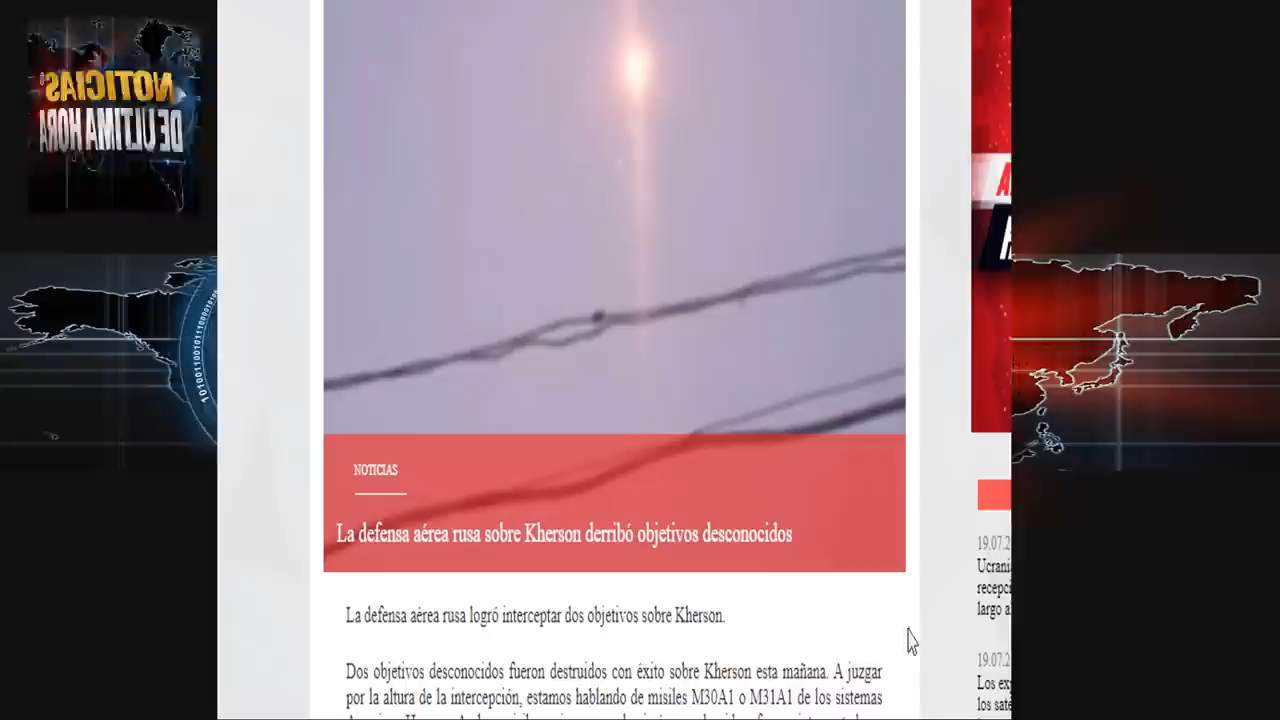 NOTICIAS
DE ULTIMA HORA
10100110010111000010100
NOTICIAS
La defensa aérea rusa sobre Kherson derribó objetivos desconocidos
La defensa aérea rusa logró interceptar dos objetivos sobre Kherson.
Dos objetivos desconocidos fueron destruidos con éxito sobre Kherson esta mañana. A juzgar
por la altura de la intercepción, estamos hablando de misiles M30A1 o M31A1 de los sistemas
19.07.2
Ucrani
recepc
largo a
19.07.2
Los ex
los saté